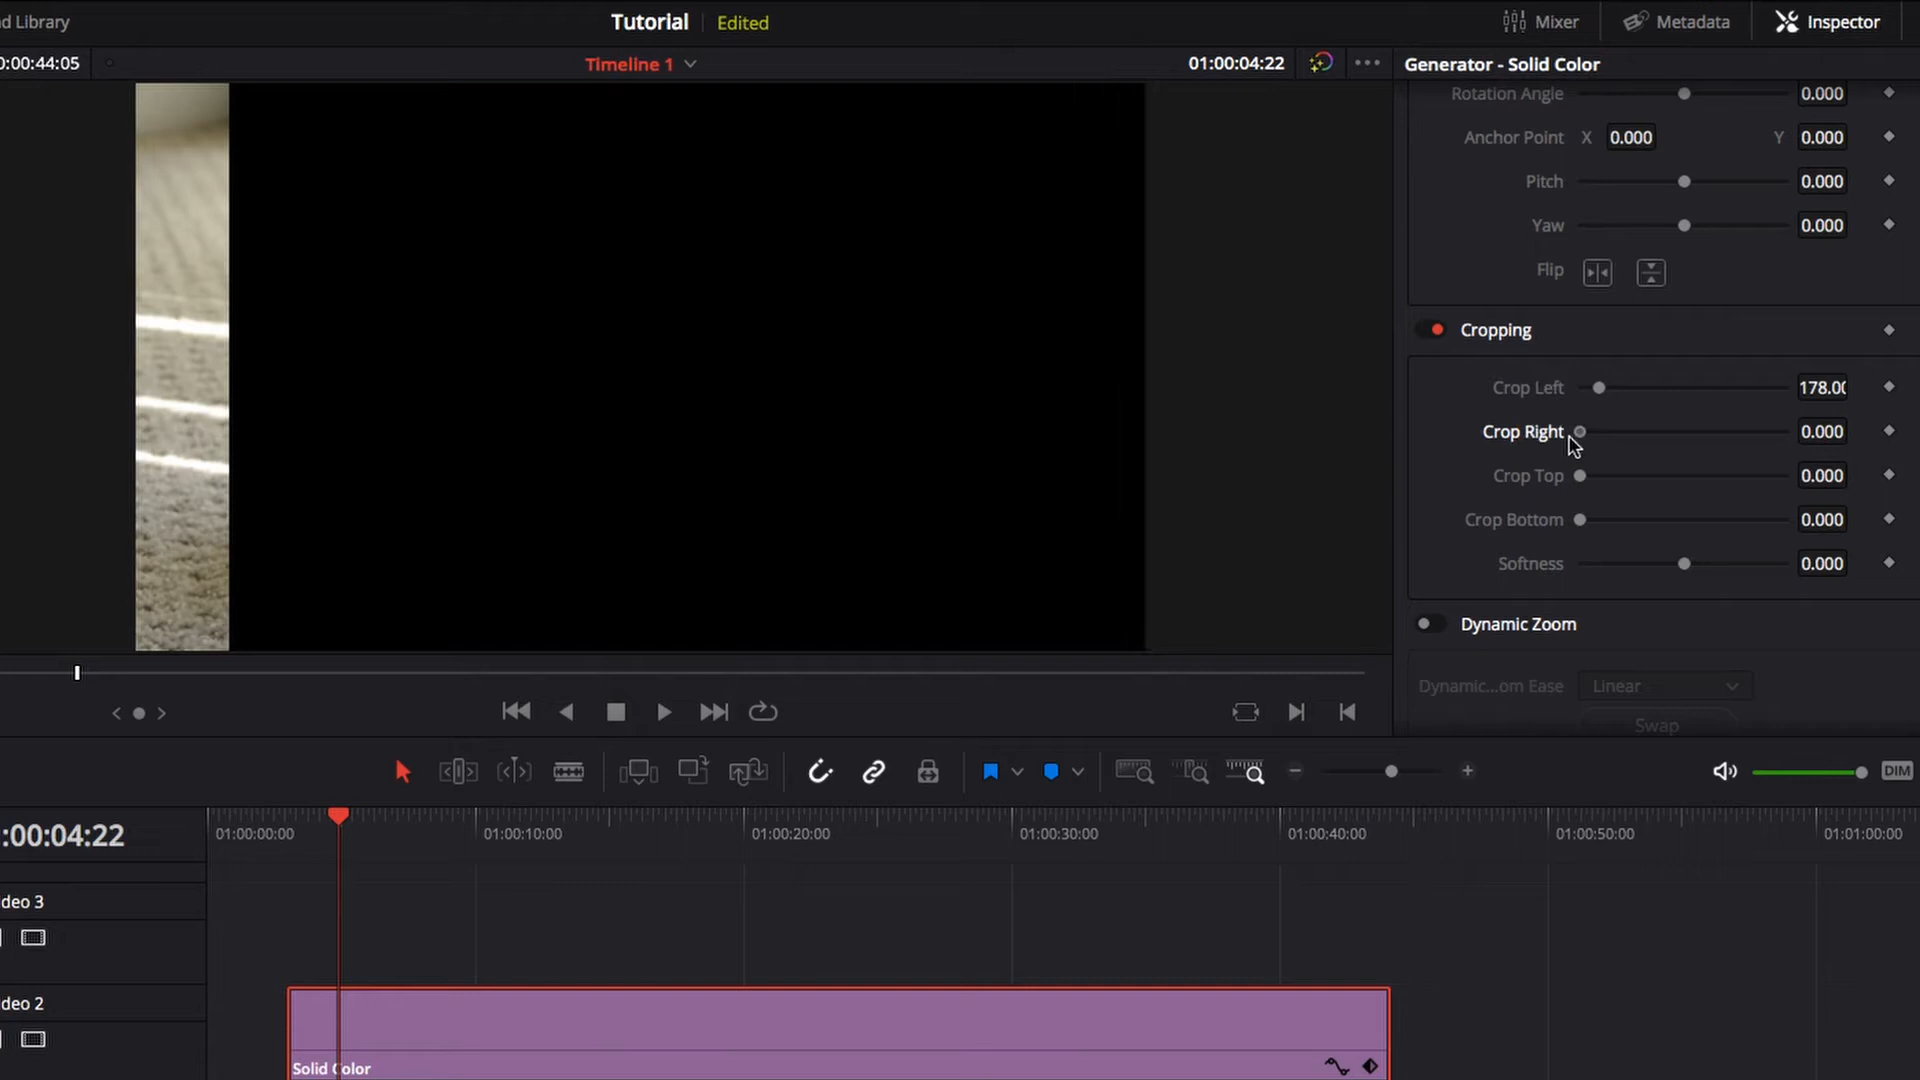 d Library
Tutorial
Edited
Mixer
Metadata
Inspector
0:00:44:05
Timeline 1
01:00:04:22
Generator - Solid Color
Rotation Angle 0.000
Anchor Point X 0.000 Y 0.000
Pitch 0.000
Yaw 0.000
Flip
Cropping
Crop Left 178.00
Crop Right 0.000
Crop Top 0.000
Crop Bottom 0.000
Softness 0.000
Dynamic Zoom
Dynamic...om Ease Linear
Swap
DIM
:00:04:22
01:00:00:00
01:00:10:00
01:00:20:00
01:00:30:00
01:00:40:00
01:00:50:00
01:01:00:00
deo 3
deo 2
Solid Color